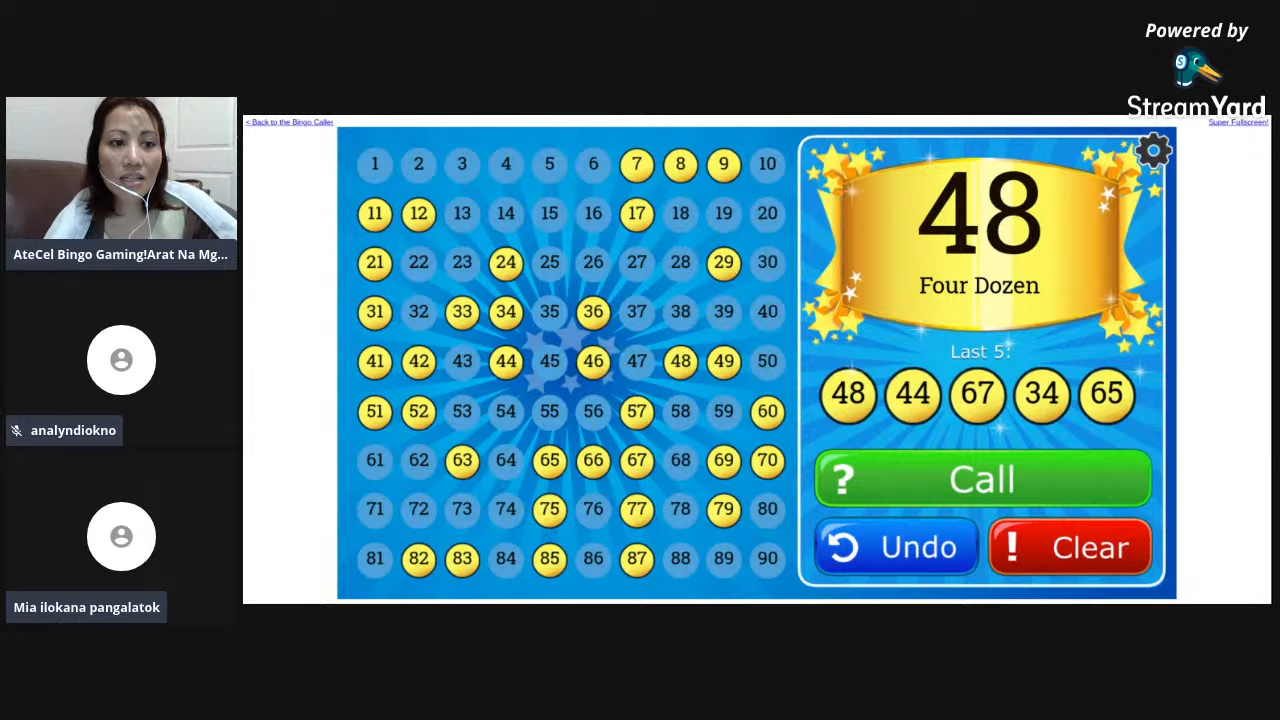 Powered by
StreamYard
< Back to the Bingo Caller
Super Fullscreen!
1 2 3 4 5 6 7 8 9 10
11 12 13 14 15 16 17 18 19 20
21 22 23 24 25 26 27 28 29 30
31 32 33 34 35 36 37 38 39 40
41 42 43 44 45 46 47 48 49 50
51 52 53 54 55 56 57 58 59 60
61 62 63 64 65 66 67 68 69 70
71 72 73 74 75 76 77 78 79 80
81 82 83 84 85 86 87 88 89 90
48
Four Dozen
Last 5:
48 44 67 34 65
? Call
Undo
! Clear
AteCel Bingo Gaming!Arat Na Mg...
analyndiokno
Mia ilokana pangalatok